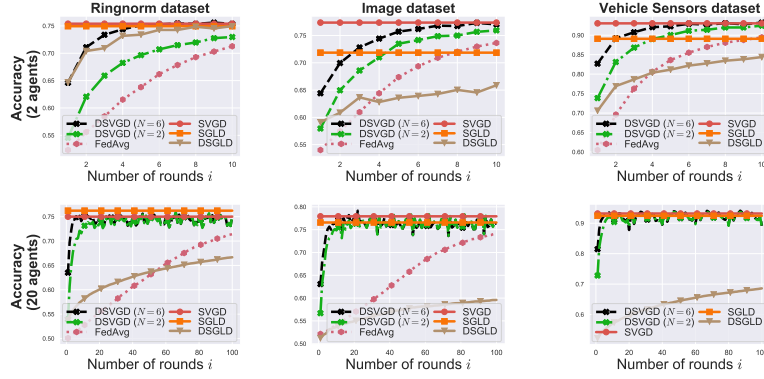 Ringnorm dataset
Image dataset
Vehicle Sensors dataset
Accuracy
(2 agents)
0.75
0.70
0.65
0.60
0.55
DSVGD (N = 6)
DSVGD (N = 2)
FedAvg
SVGD
SGLD
DSGLD
2
4
6
8
10
Number of rounds i
0.75
0.70
0.65
0.60
0.55
DSVGD (N = 6)
DSVGD (N = 2)
FedAvg
SVGD
SGLD
DSGLD
2
4
6
8
10
Number of rounds i
0.90
0.85
0.80
0.75
0.70
0.65
0.60
DSVGD (N = 6)
DSVGD (N = 2)
FedAvg
SVGD
SGLD
DSGLD
2
4
6
8
10
Number of rounds i
Accuracy
(20 agents)
0.75
0.70
0.65
0.60
0.55
0.50
DSVGD (N = 6)
DSVGD (N = 2)
FedAvg
SVGD
SGLD
DSGLD
0
20
40
60
80
100
Number of rounds i
0.80
0.75
0.70
0.65
0.60
0.55
0.50
DSVGD (N = 6)
DSVGD (N = 2)
FedAvg
SVGD
SGLD
DSGLD
0
20
40
60
80
100
Number of rounds i
0.9
0.8
0.7
0.6
DSVGD (N = 6)
DSVGD (N = 2)
SVGD
SGLD
DSGLD
0
20
40
60
80
100
Number of rounds i